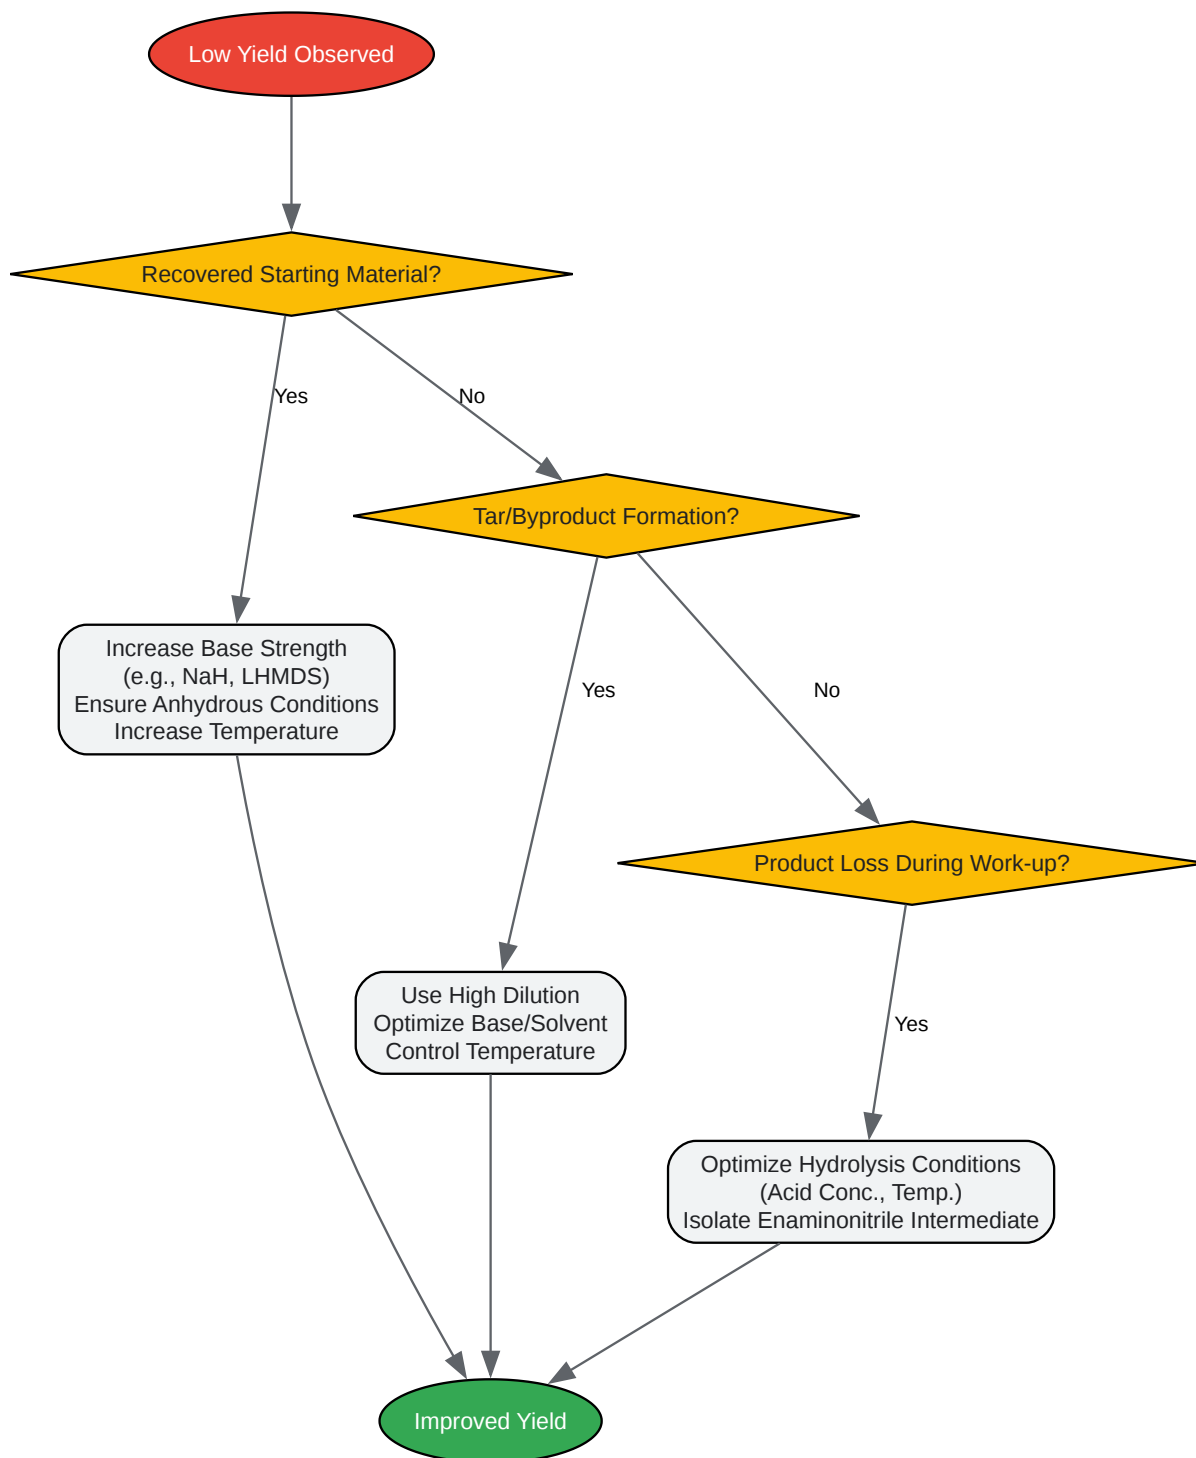 Low Yield Observed
Recovered Starting Material?
Yes
No
Tar/Byproduct Formation?
Increase Base Strength
(e.g., NaH, LHMDS)
Ensure Anhydrous Conditions
Increase Temperature
Yes
No
Product Loss During Work-up?
Use High Dilution
Optimize Base/Solvent
Control Temperature
Yes
Optimize Hydrolysis Conditions
(Acid Conc., Temp.)
Isolate Enaminonitrile Intermediate
Improved Yield